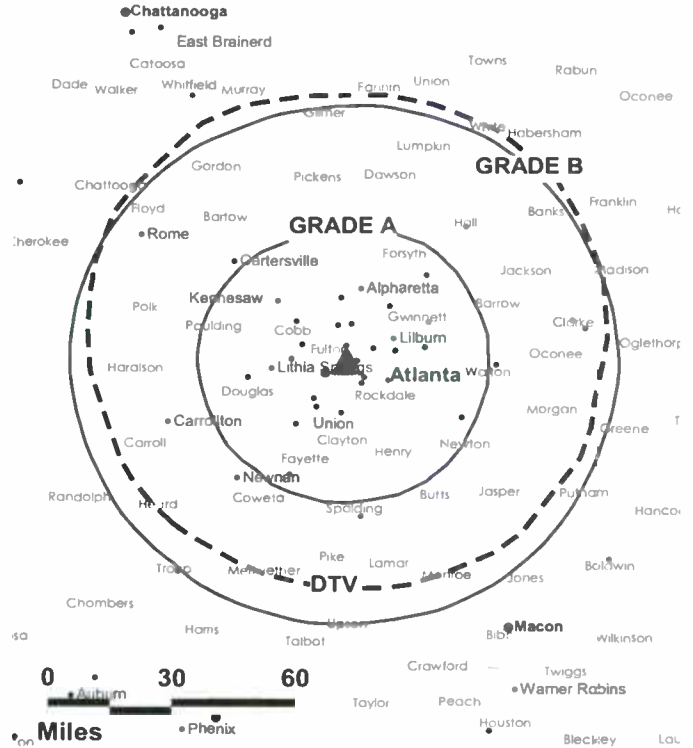 Chattanooga
East Brainerd
Catoosa
Towns
Rabun
Dade Walker Whitfield Murray Fannin Union
Oconee
Gilmer
White Habersham
Lumpkin
GRADE B
Gordon
Pickens Dawson
Chattooga
Floyd
Bartow
GRADE A
Hall
Banks
Franklin
Rome
Forsyth
Cartersville
Jackson
Madison
Kennesaw
Alpharetta
Polk
Paulding
Cobb
Gwinnett
Barrow
Clarke
Fulton
Lilburn
Oconee
Haralson
Lithia Springs
Atlanta
Walton
Douglas
Rockdale
Morgan
Carrollton
Union
Greene
Carroll
Clayton
Henry
Newton
Fayette
Newnan
Randolph
Heard
Coweta
Spalding
Butts
Jasper
Putnam
Pike
Lamar
Troup
Meriwether
DTV
Monroe
Jones
Baldwin
Chambers
Harris
Upson
Talbot
Macon
Bibb
Wilkinson
Crawford
Twiggs
0 30 60
Auburn
Taylor
Peach
Warner Robins
Miles
Phenix
Houston
Bleckley